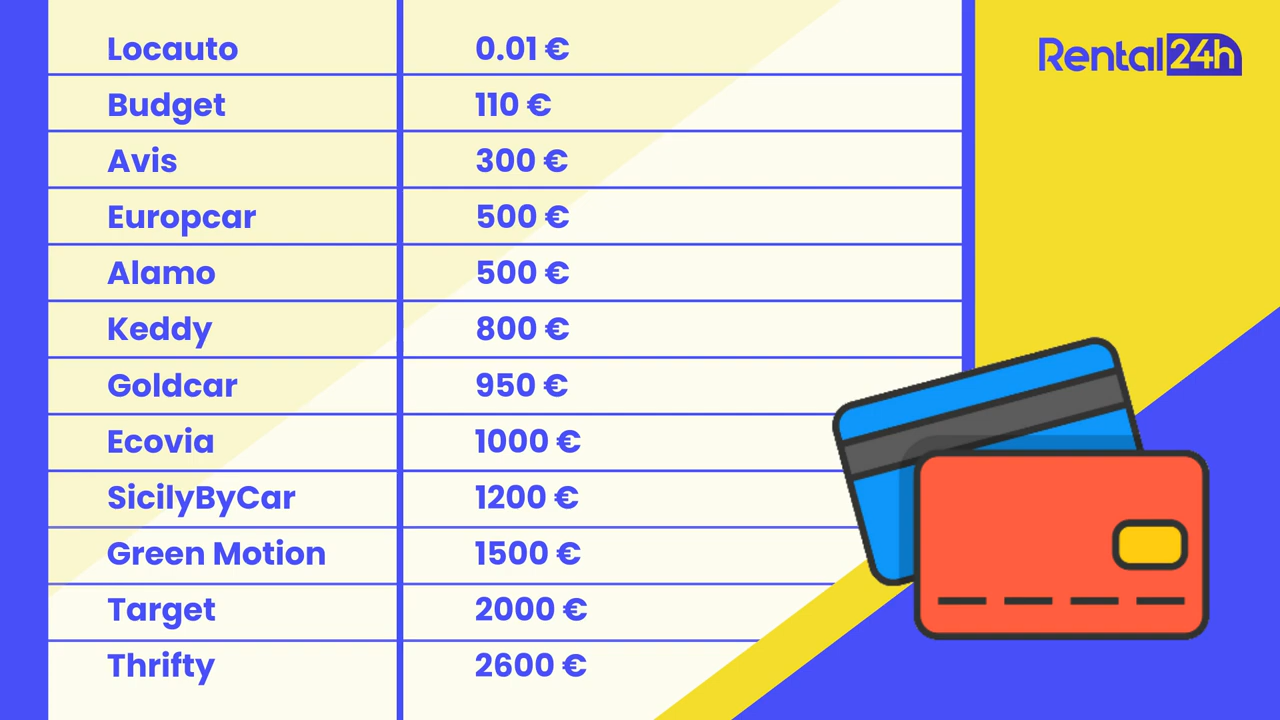 Rental24h
Locauto 0.01 €
Budget 110 €
Avis 300 €
Europcar 500 €
Alamo 500 €
Keddy 800 €
Goldcar 950 €
Ecovia 1000 €
SicilyByCar 1200 €
Green Motion 1500 €
Target 2000 €
Thrifty 2600 €